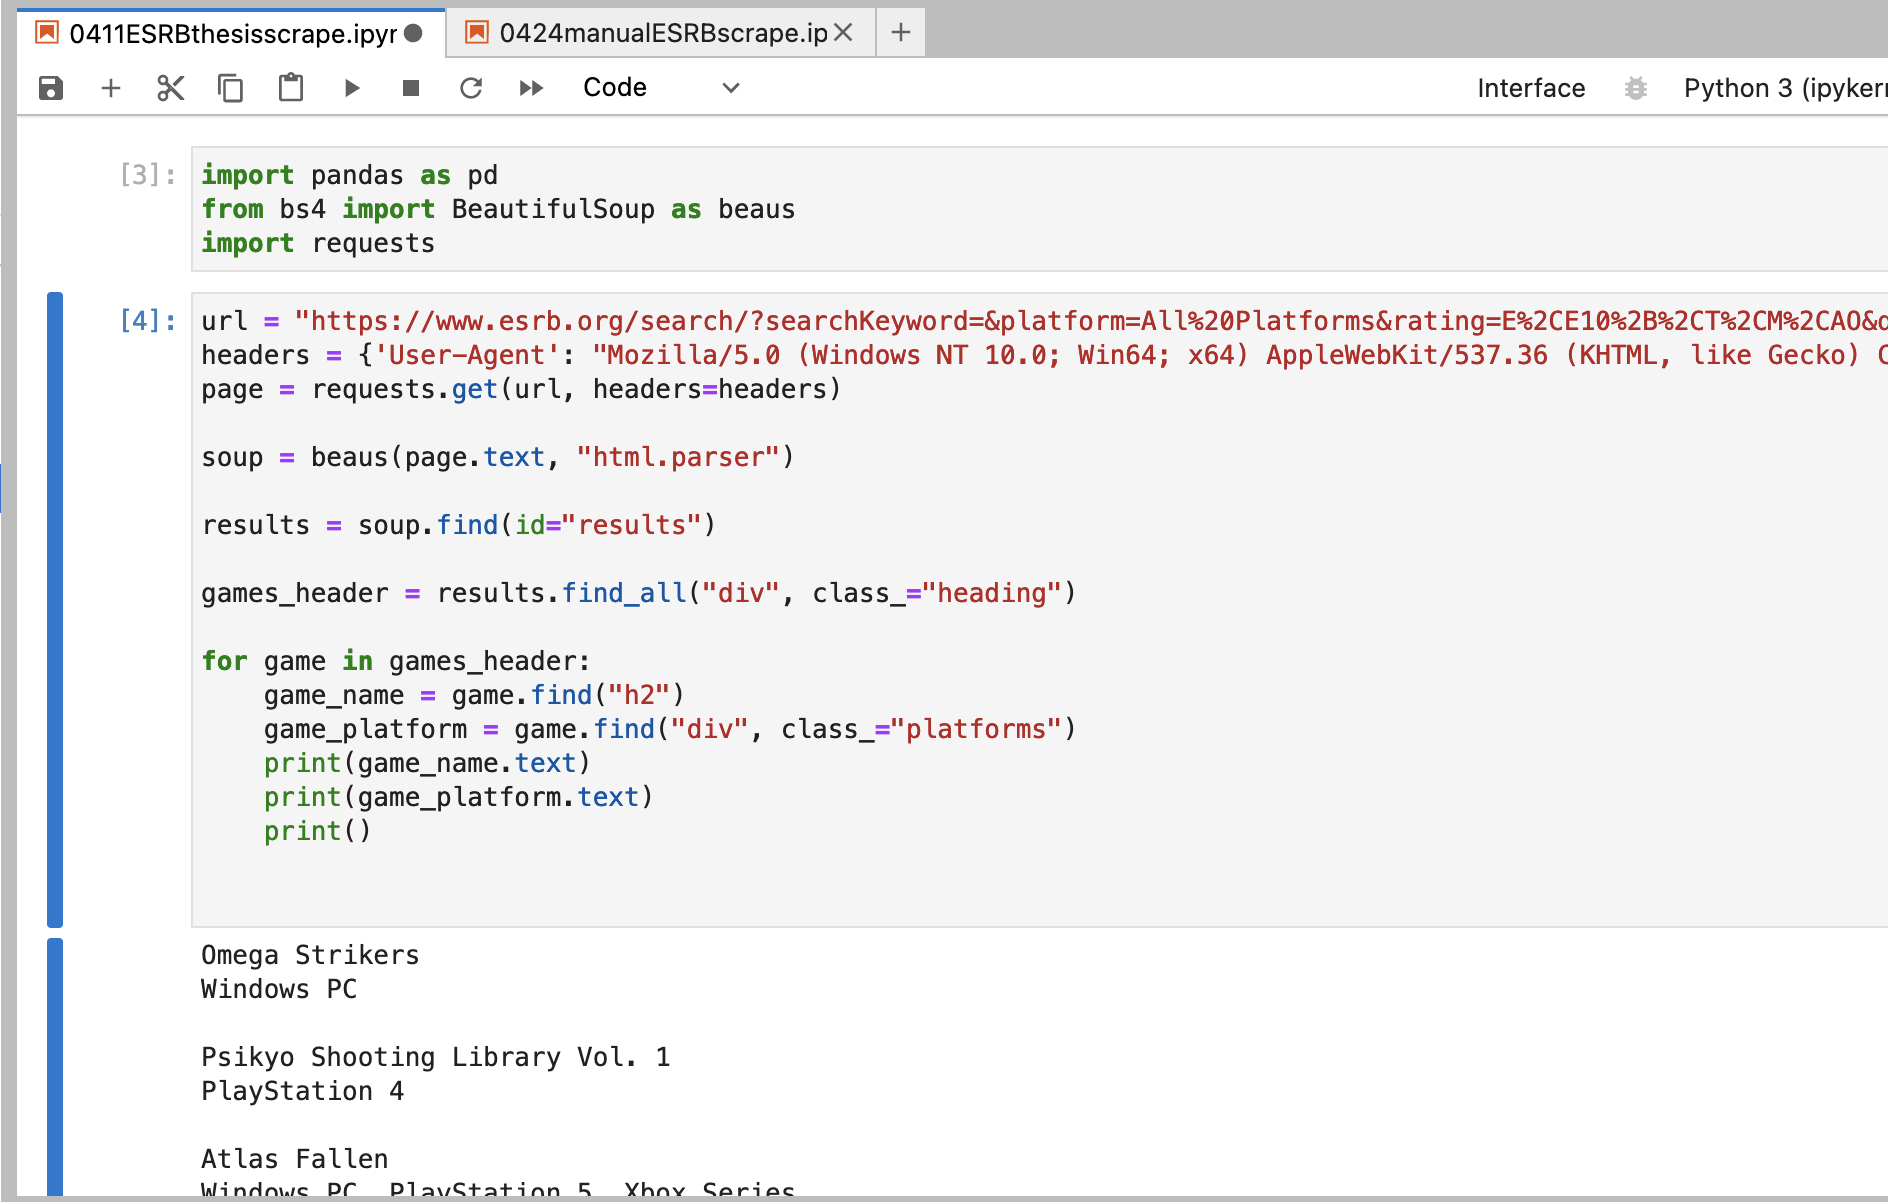 0411ESRBthesisscrape.ipyr
0424manualESRBscrape.ip
Code
Interface
Python 3 (ipyker
[3]:
import pandas as pd
from bs4 import BeautifulSoup as beaus
import requests
[4]:
url = "https://www.esrb.org/search/?searchKeyword=&platform=All%20Platforms&rating=E%2CE10%2B%2CT%2CM%2CAO&
headers = {'User-Agent': "Mozilla/5.0 (Windows NT 10.0; Win64; x64) AppleWebKit/537.36 (KHTML, like Gecko) C
page = requests.get(url, headers=headers)
soup = beaus(page.text, "html.parser")
results = soup.find(id="results")
games_header = results.find_all("div", class_="heading")
for game in games_header:
    game_name = game.find("h2")
    game_platform = game.find("div", class_="platforms")
    print(game_name.text)
    print(game_platform.text)
    print()
Omega Strikers
Windows PC
Psikyo Shooting Library Vol. 1
PlayStation 4
Atlas Fallen
Windows PC, PlayStation 5, Xbox Series